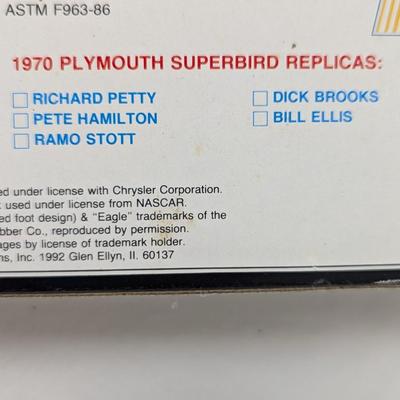 ASTM F963-86
1970 PLYMOUTH SUPERBIRD REPLICAS:
RICHARD PETTY
DICK BROOKS
PETE HAMILTON
BILL ELLIS
RAMO STOTT
ed under license with Chrysler Corporation.
used under license from NASCAR.
ed foot design) & "Eagle" trademarks of the
bber Co., reproduced by permission.
ages by license of trademark holder.
ns, Inc. 1992 Glen Ellyn, Il. 60137